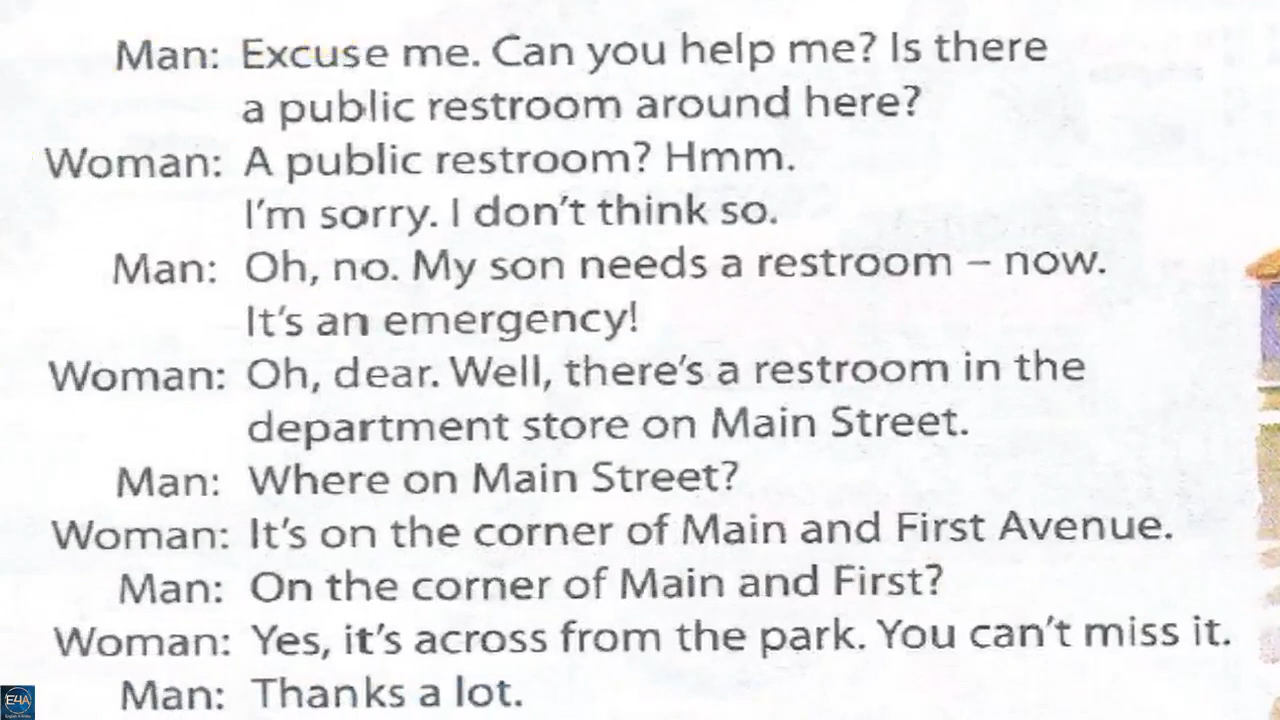 Man: Excuse me. Can you help me? Is there
a public restroom around here?
Woman: A public restroom? Hmm.
I'm sorry. I don't think so.
Man: Oh, no. My son needs a restroom – now.
It's an emergency!
Woman: Oh, dear. Well, there's a restroom in the
department store on Main Street.
Man: Where on Main Street?
Woman: It's on the corner of Main and First Avenue.
Man: On the corner of Main and First?
Woman: Yes, it's across from the park. You can't miss it.
Man: Thanks a lot.
E4A